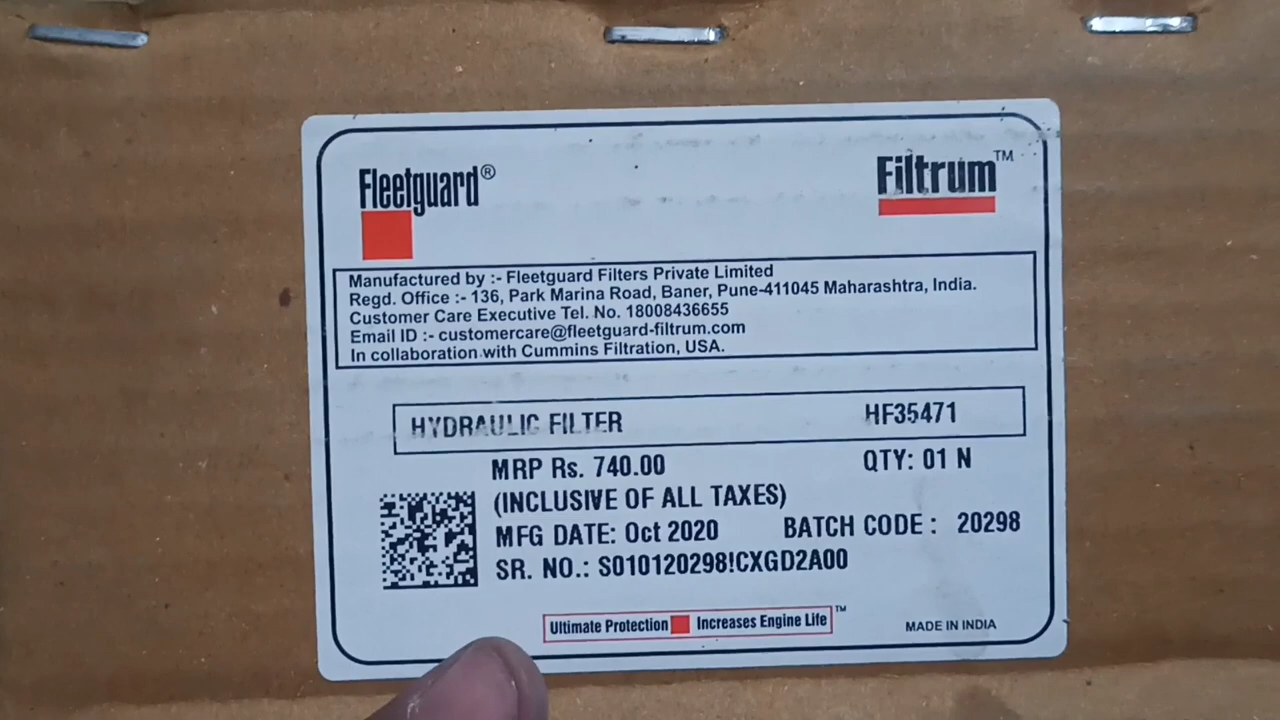 Fleetguard®
Filtrum™
Manufactured by :- Fleetguard Filters Private Limited
Regd. Office :- 136, Park Marina Road, Baner, Pune-411045 Maharashtra, India.
Customer Care Executive Tel. No. 18008436655
Email ID :- customercare@fleetguard-filtrum.com
In collaboration with Cummins Filtration, USA.
HYDRAULIC FILTER HF35471
MRP Rs. 740.00 QTY: 01 N
(INCLUSIVE OF ALL TAXES)
MFG DATE: Oct 2020 BATCH CODE : 20298
SR. NO.: S010120298!CXGD2A00
Ultimate Protection Increases Engine Life™
MADE IN INDIA